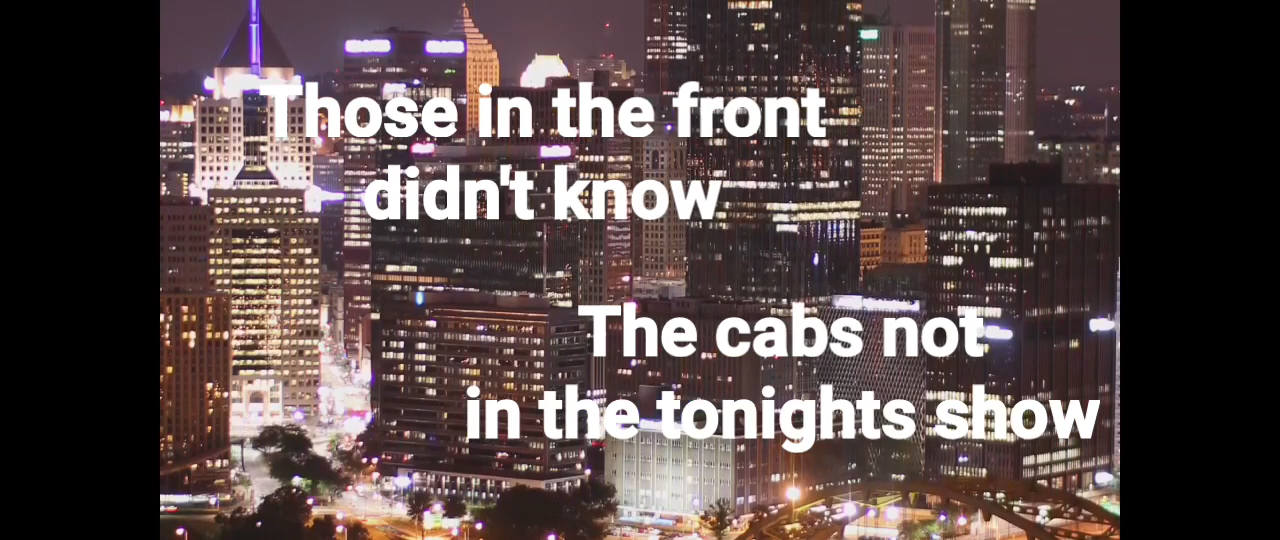 Those in the front
didn't know
The cabs not
in the tonights show